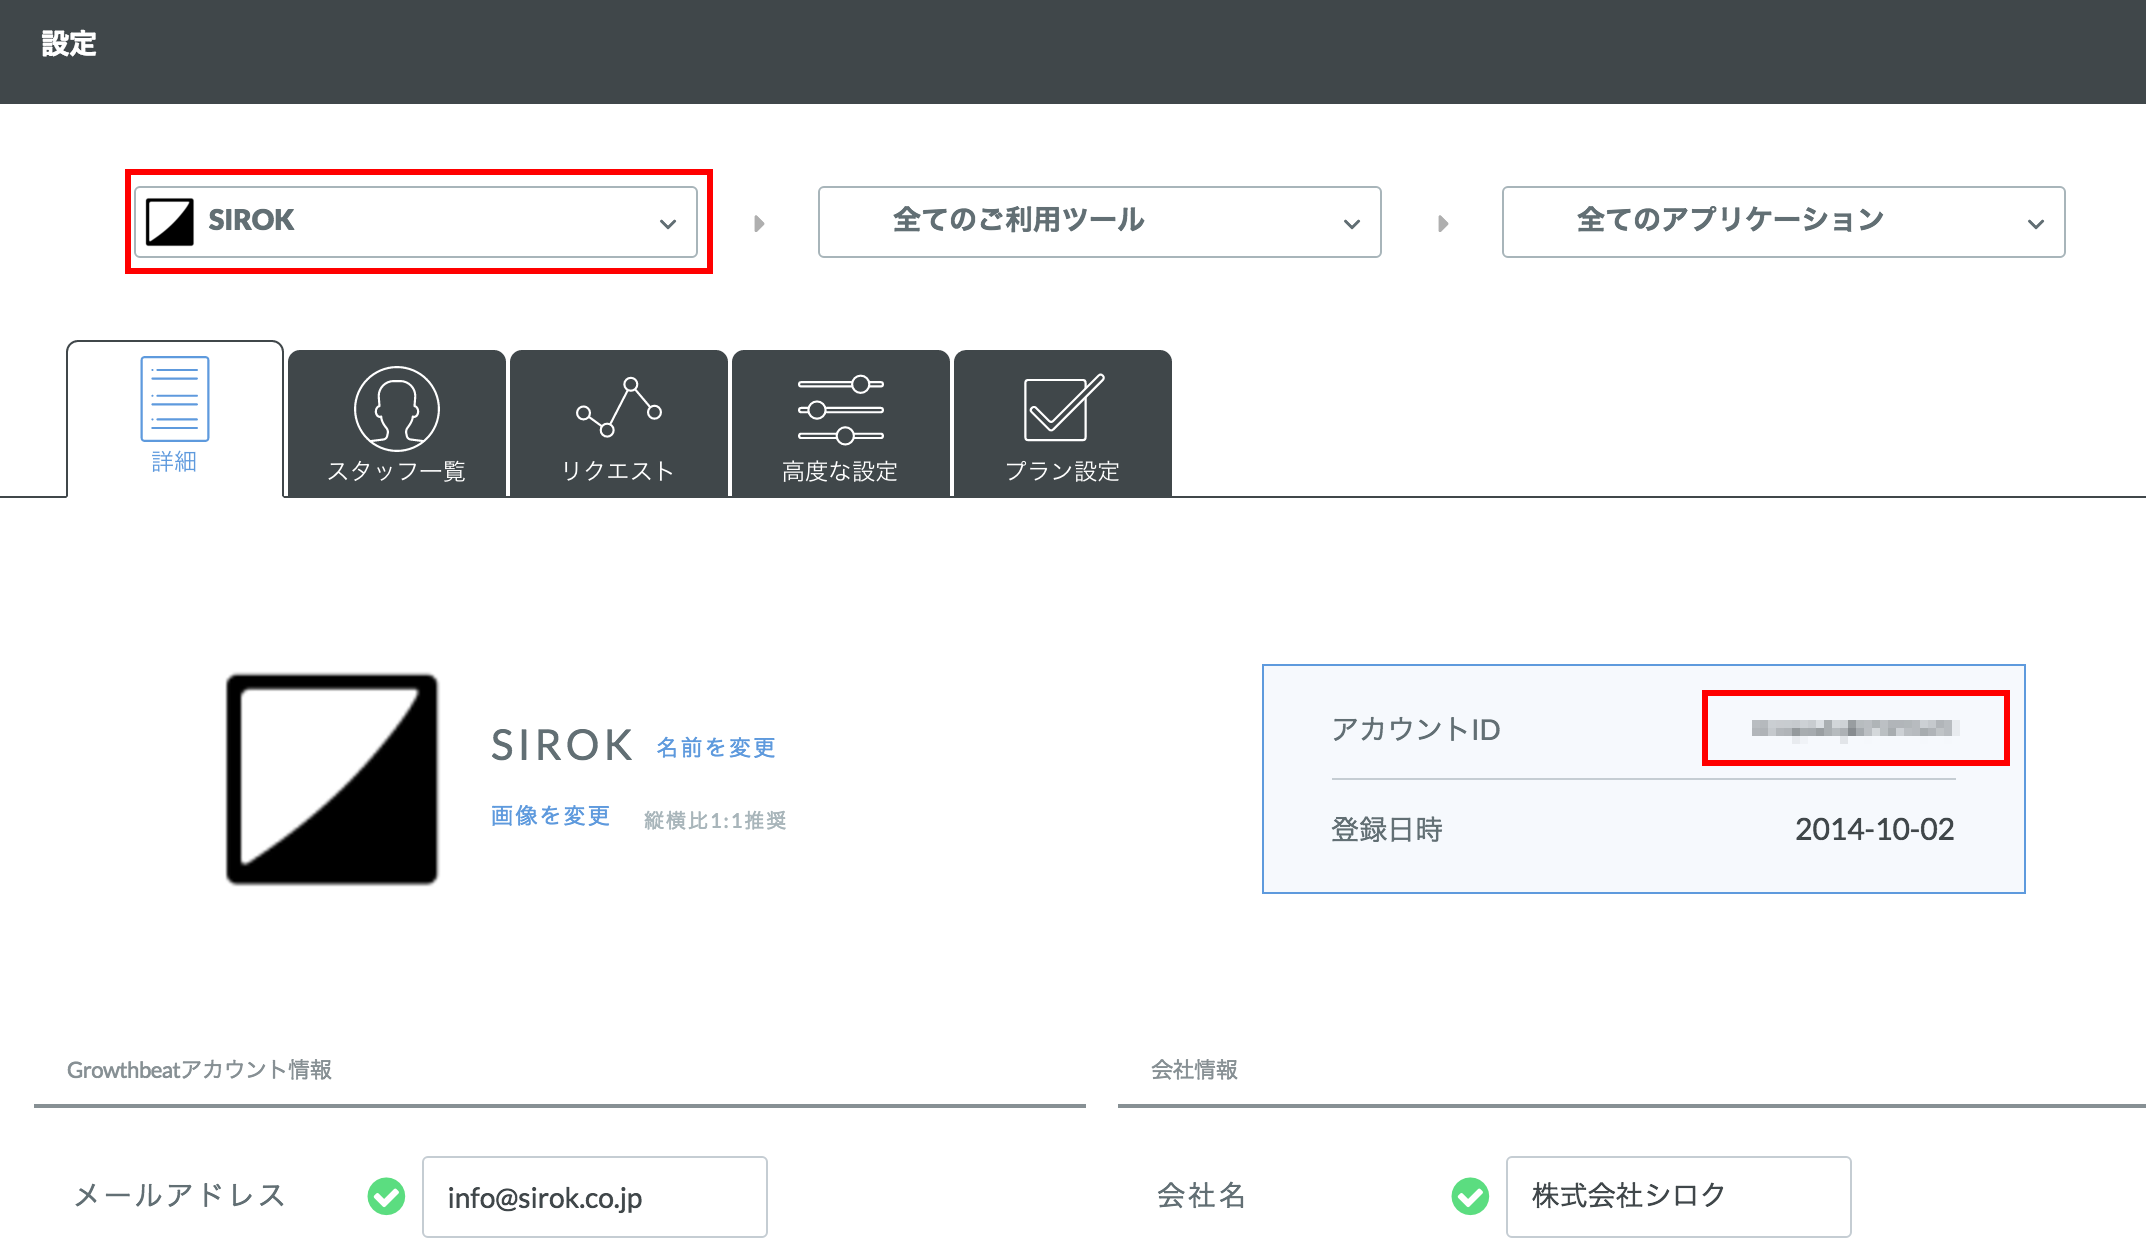 設定
SIROK
全てのご利用ツール
全てのアプリケーション
詳細
スタッフ一覧
リクエスト
高度な設定
プラン設定
SIROK 名前を変更
画像を変更 縦横比1:1推奨
アカウントID
登録日時 2014-10-02
Growthbeatアカウント情報
会社情報
メールアドレス info@sirok.co.jp
会社名 株式会社シロク